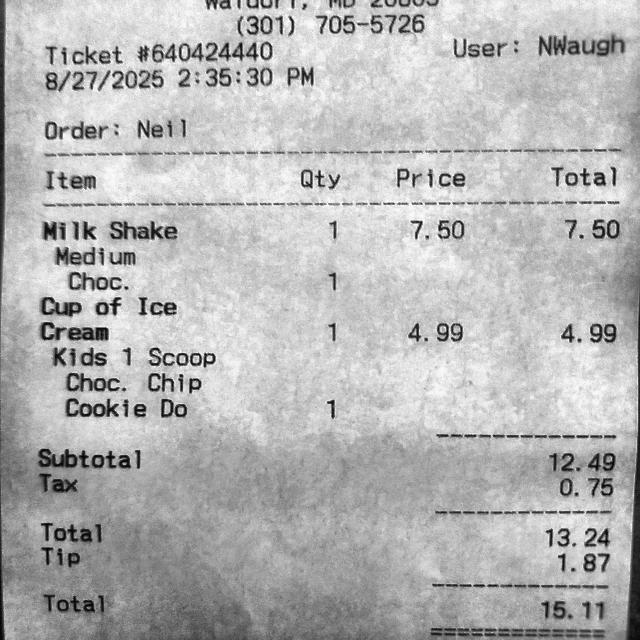 Waldorf, MD
(301) 705-5726
Ticket #640424440 User: NWaugh
8/27/2025 2:35:30 PM
Order: Neil
Item Qty Price Total
Milk Shake 1 7.50 7.50
Medium
Choc. 1
Cup of Ice
Cream 1 4.99 4.99
Kids 1 Scoop
Choc. Chip
Cookie Do 1
Subtotal 12.49
Tax 0.75
Total 13.24
Tip 1.87
Total 15.11